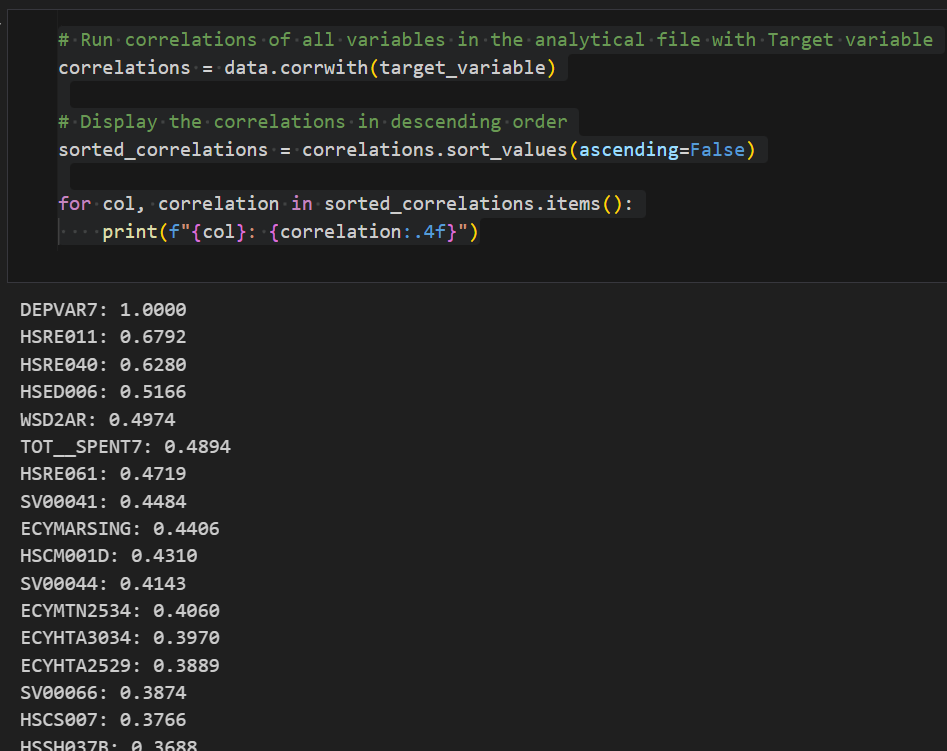 # Run correlations of all variables in the analytical file with Target variable
correlations = data.corrwith(target_variable)
# Display the correlations in descending order
sorted_correlations = correlations.sort_values(ascending=False)
for col, correlation in sorted_correlations.items():
    print(f"{col}: {correlation:.4f}")
DEPVAR7: 1.0000
HSRE011: 0.6792
HSRE040: 0.6280
HSED006: 0.5166
WSD2AR: 0.4974
TOT__SPENT7: 0.4894
HSRE061: 0.4719
SV00041: 0.4484
ECYMARSING: 0.4406
HSCM001D: 0.4310
SV00044: 0.4143
ECYMTN2534: 0.4060
ECYHTA3034: 0.3970
ECYHTA2529: 0.3889
SV00066: 0.3874
HSCS007: 0.3766
HSSH037B: 0.3688